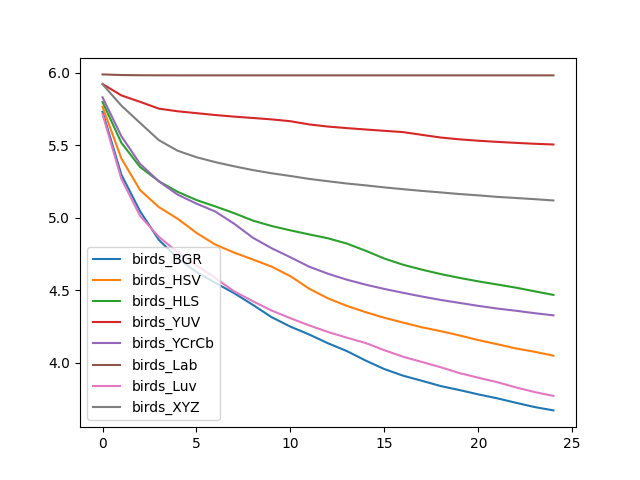 6.0
5.5
5.0
4.5
4.0
birds_BGR
birds_HSV
birds_HLS
birds_YUV
birds_YCrCb
birds_Lab
birds_Luv
birds_XYZ
0 5 10 15 20 25